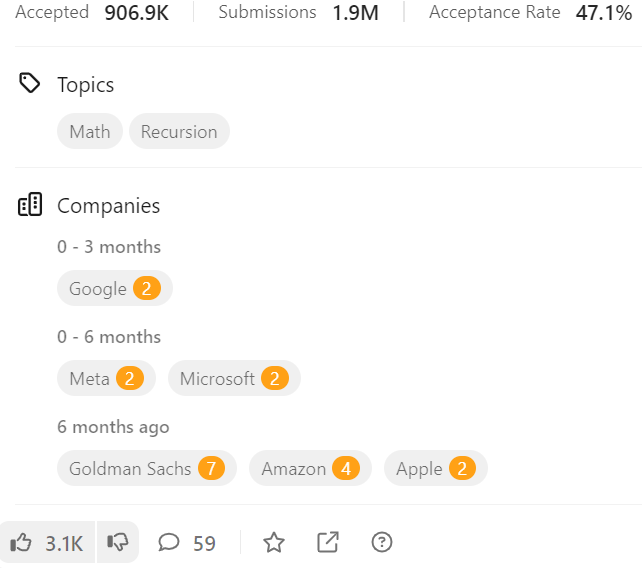 Accepted 906.9K Submissions 1.9M Acceptance Rate 47.1%
Topics
Math Recursion
Companies
0 - 3 months
Google 2
0 - 6 months
Meta 2 Microsoft 2
6 months ago
Goldman Sachs 7 Amazon 4 Apple 2
3.1K 59